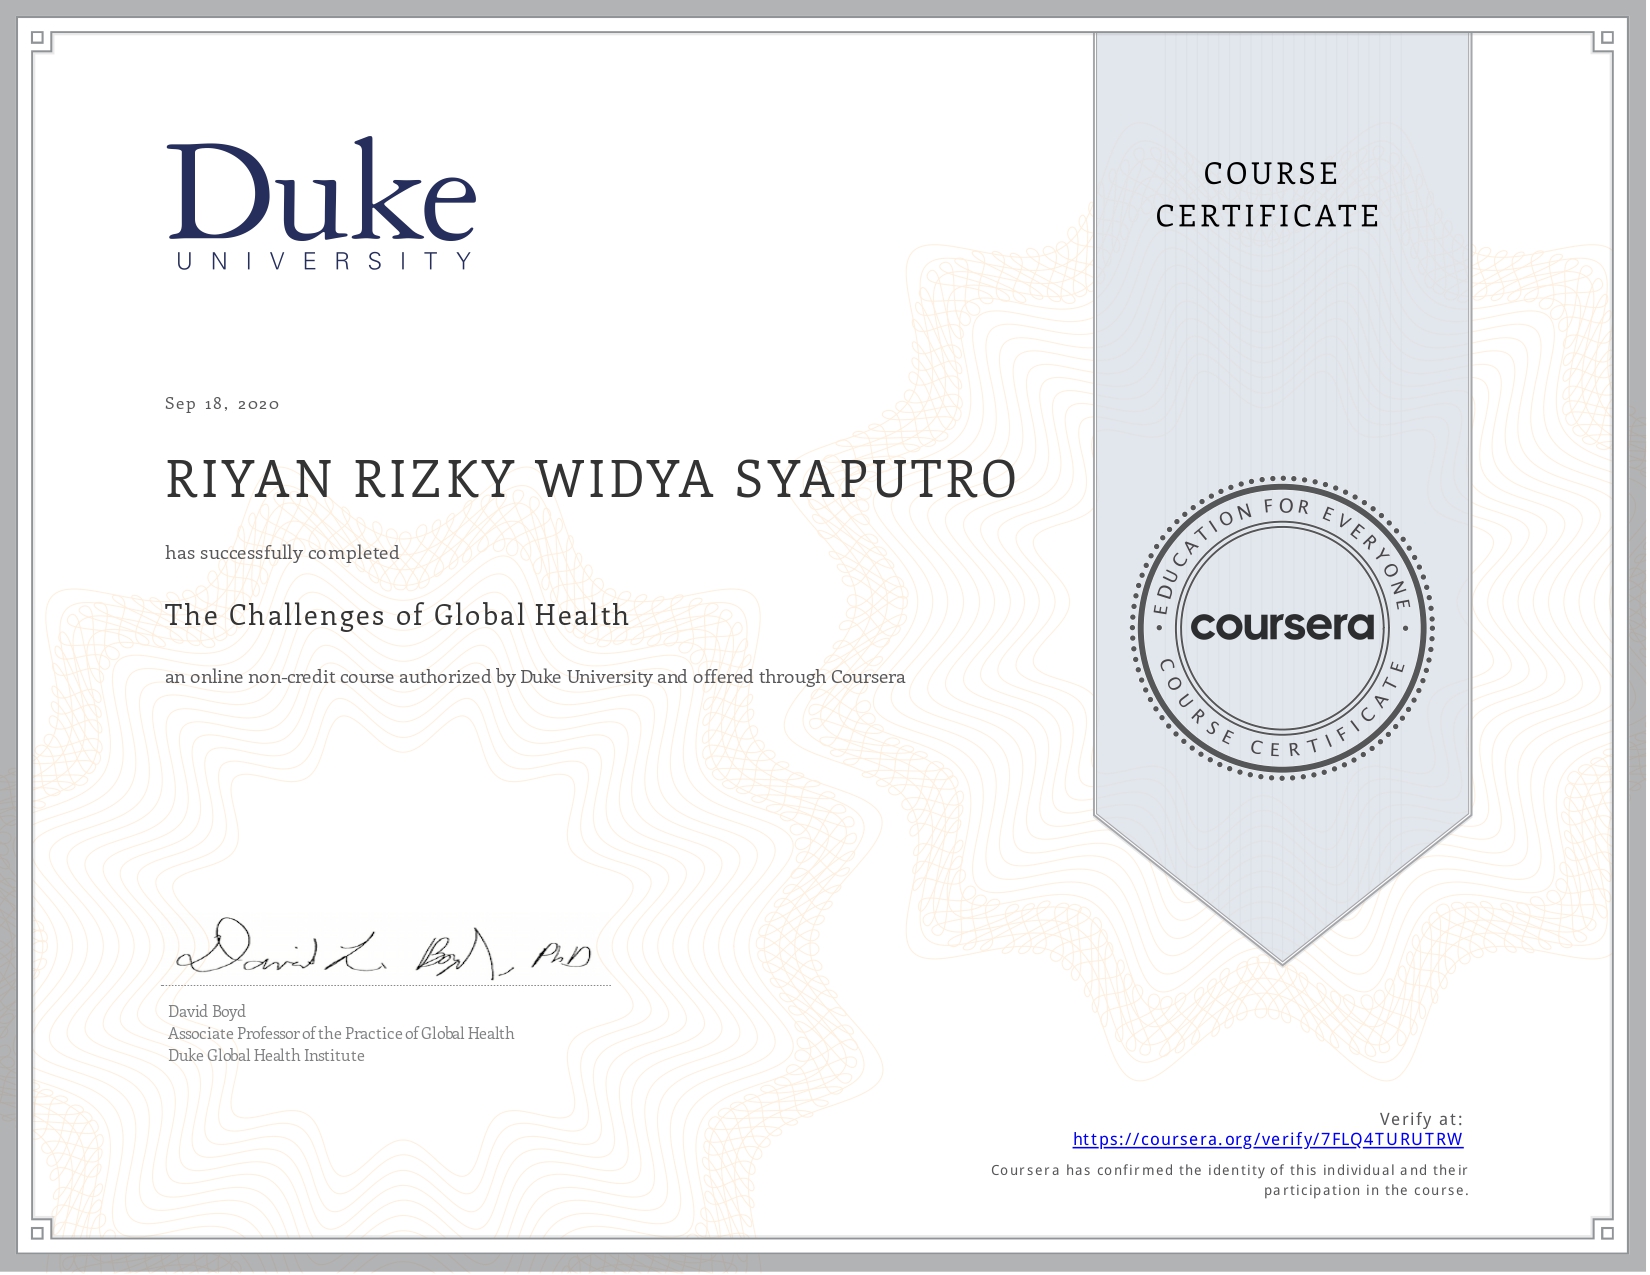 Duke
UNIVERSITY
COURSE
CERTIFICATE
Sep 18, 2020
RIYAN RIZKY WIDYA SYAPUTRO
has successfully completed
The Challenges of Global Health
an online non-credit course authorized by Duke University and offered through Coursera
EDUCATION FOR EVERYONE
coursera
COURSE CERTIFICATE
David L. Boyd, PhD
David Boyd
Associate Professor of the Practice of Global Health
Duke Global Health Institute
Verify at:
https://coursera.org/verify/7FLQ4TURUTRW
Coursera has confirmed the identity of this individual and their
participation in the course.